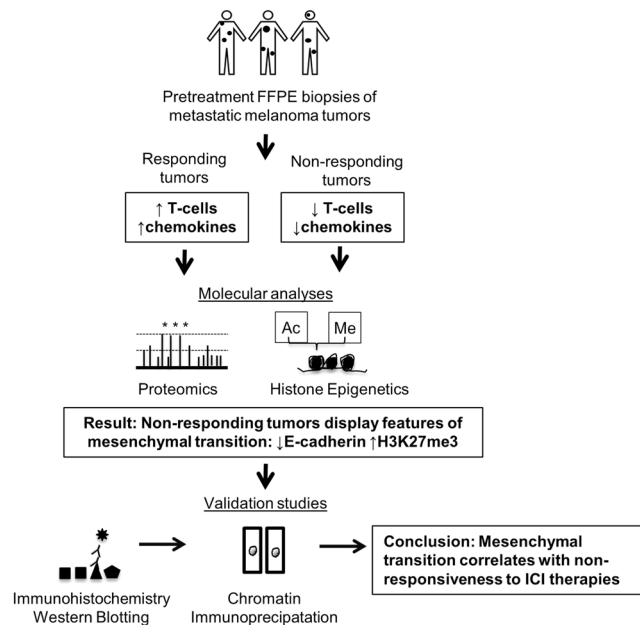 Pretreatment FFPE biopsies of
metastatic melanoma tumors
Responding
tumors
Non-responding
tumors
↑ T-cells
↑chemokines
↓ T-cells
↓chemokines
Molecular analyses
* * *
Ac
Me
Proteomics
Histone Epigenetics
Result: Non-responding tumors display features of
mesenchymal transition: ↓E-cadherin ↑H3K27me3
Validation studies
Immunohistochemistry
Western Blotting
Chromatin
Immunoprecipatation
Conclusion: Mesenchymal
transition correlates with non-
responsiveness to ICI therapies